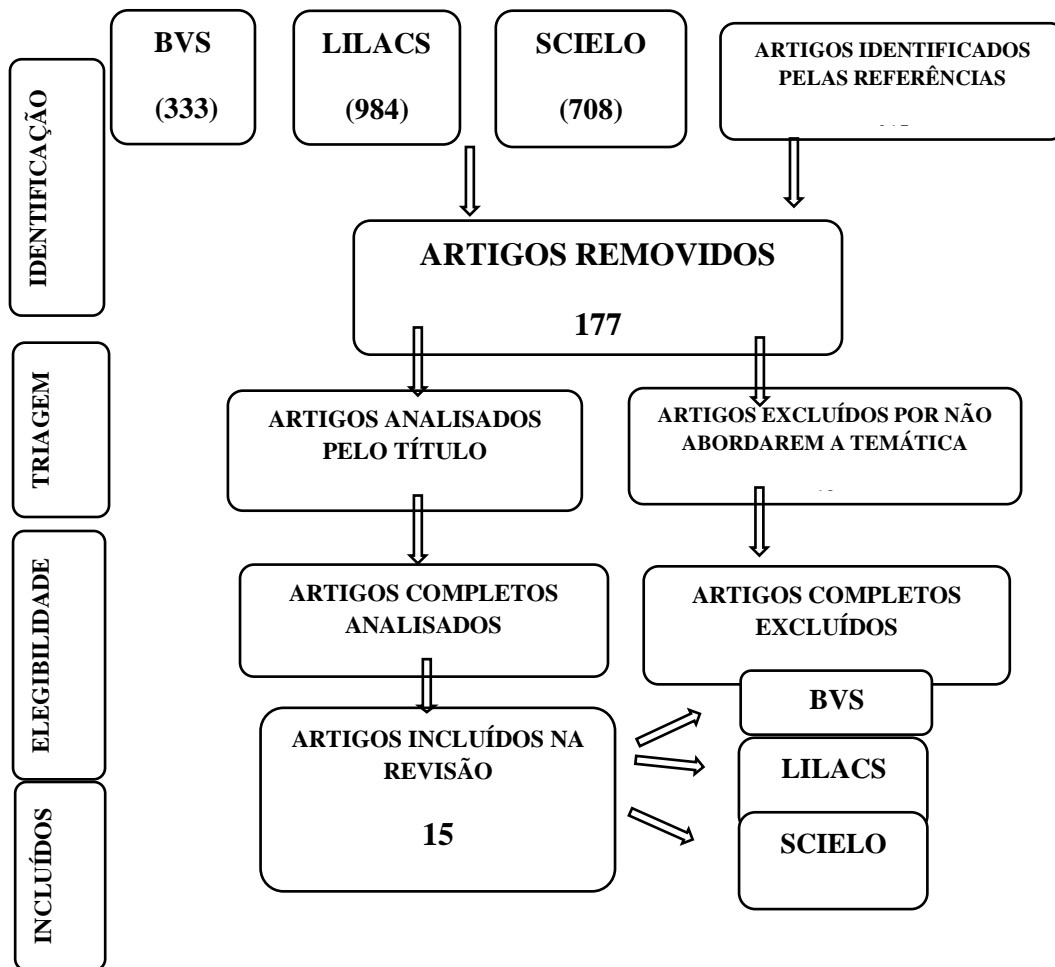 BVS
(333)
LILACS
(984)
SCIELO
(708)
ARTIGOS IDENTIFICADOS
PELAS REFERÊNCIAS
IDENTIFICAÇÃO
ARTIGOS REMOVIDOS
177
TRIAGEM
ARTIGOS ANALISADOS
PELO TÍTULO
ARTIGOS EXCLUÍDOS POR NÃO
ABORDAREM A TEMÁTICA
ELEGIBILIDADE
ARTIGOS COMPLETOS
ANALISADOS
ARTIGOS COMPLETOS
EXCLUÍDOS
ARTIGOS INCLUÍDOS NA
REVISÃO
15
BVS
LILACS
SCIELO
INCLUÍDOS